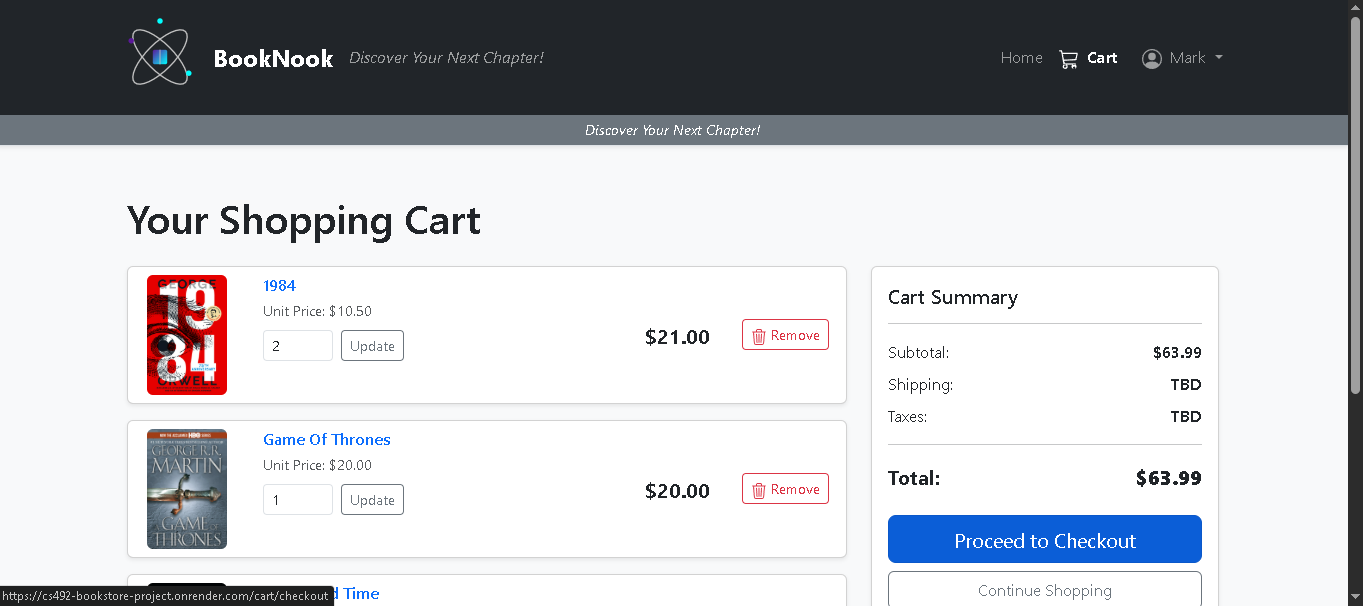 BookNook
Discover Your Next Chapter!
Home
Cart
Mark
Discover Your Next Chapter!
Your Shopping Cart
GEORGE
1984
ORWELL
1984
Unit Price: $10.50
2
Update
$21.00
Remove
GEORGE R.R.
MARTIN
A
GAME OF
THRONES
Game Of Thrones
Unit Price: $20.00
1
Update
$20.00
Remove
d Time
Cart Summary
Subtotal: $63.99
Shipping: TBD
Taxes: TBD
Total: $63.99
Proceed to Checkout
Continue Shopping
https://cs492-bookstore-project.onrender.com/cart/checkout